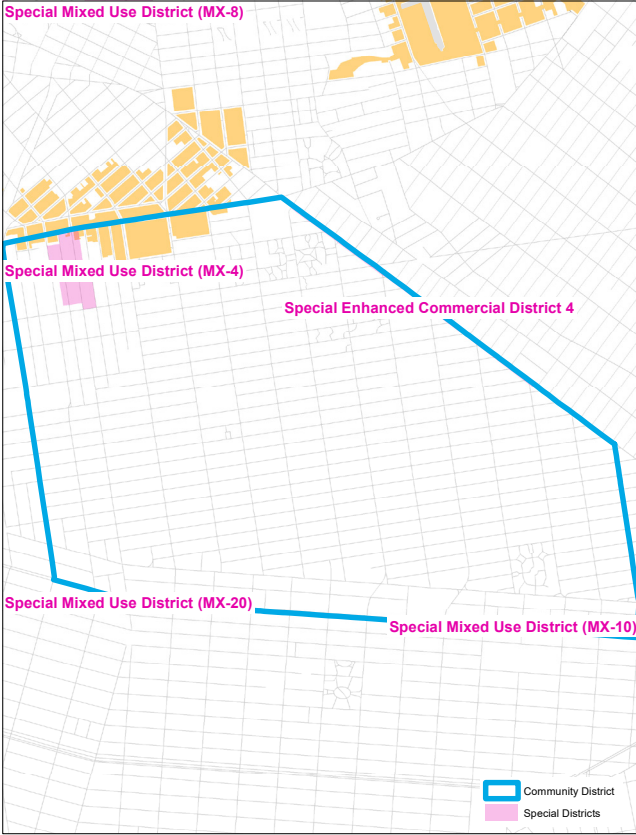 Special Mixed Use District (MX-8)
Special Mixed Use District (MX-4)
Special Enhanced Commercial District 4
Special Mixed Use District (MX-20)
Special Mixed Use District (MX-10)
Community District
Special Districts